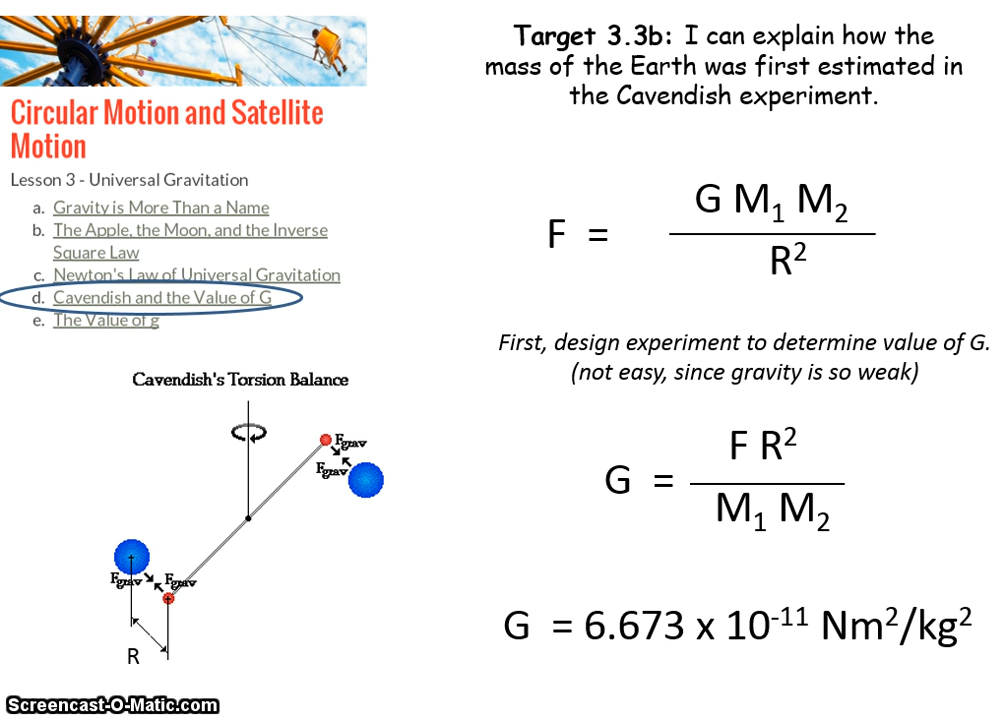 Circular Motion and Satellite
Motion
Lesson 3 - Universal Gravitation
a. Gravity is More Than a Name
b. The Apple, the Moon, and the Inverse
Square Law
c. Newton's Law of Universal Gravitation
d. Cavendish and the Value of G
e. The Value of g
Cavendish's Torsion Balance
Fgrav
Fgrav
Fgrav Fgrav
R
Target 3.3b: I can explain how the
mass of the Earth was first estimated in
the Cavendish experiment.
G M₁ M₂
F =
R²
First, design experiment to determine value of G.
(not easy, since gravity is so weak)
F R²
G =
M₁ M₂
G = 6.673 x 10⁻¹¹ Nm²/kg²
Screencast-O-Matic.com